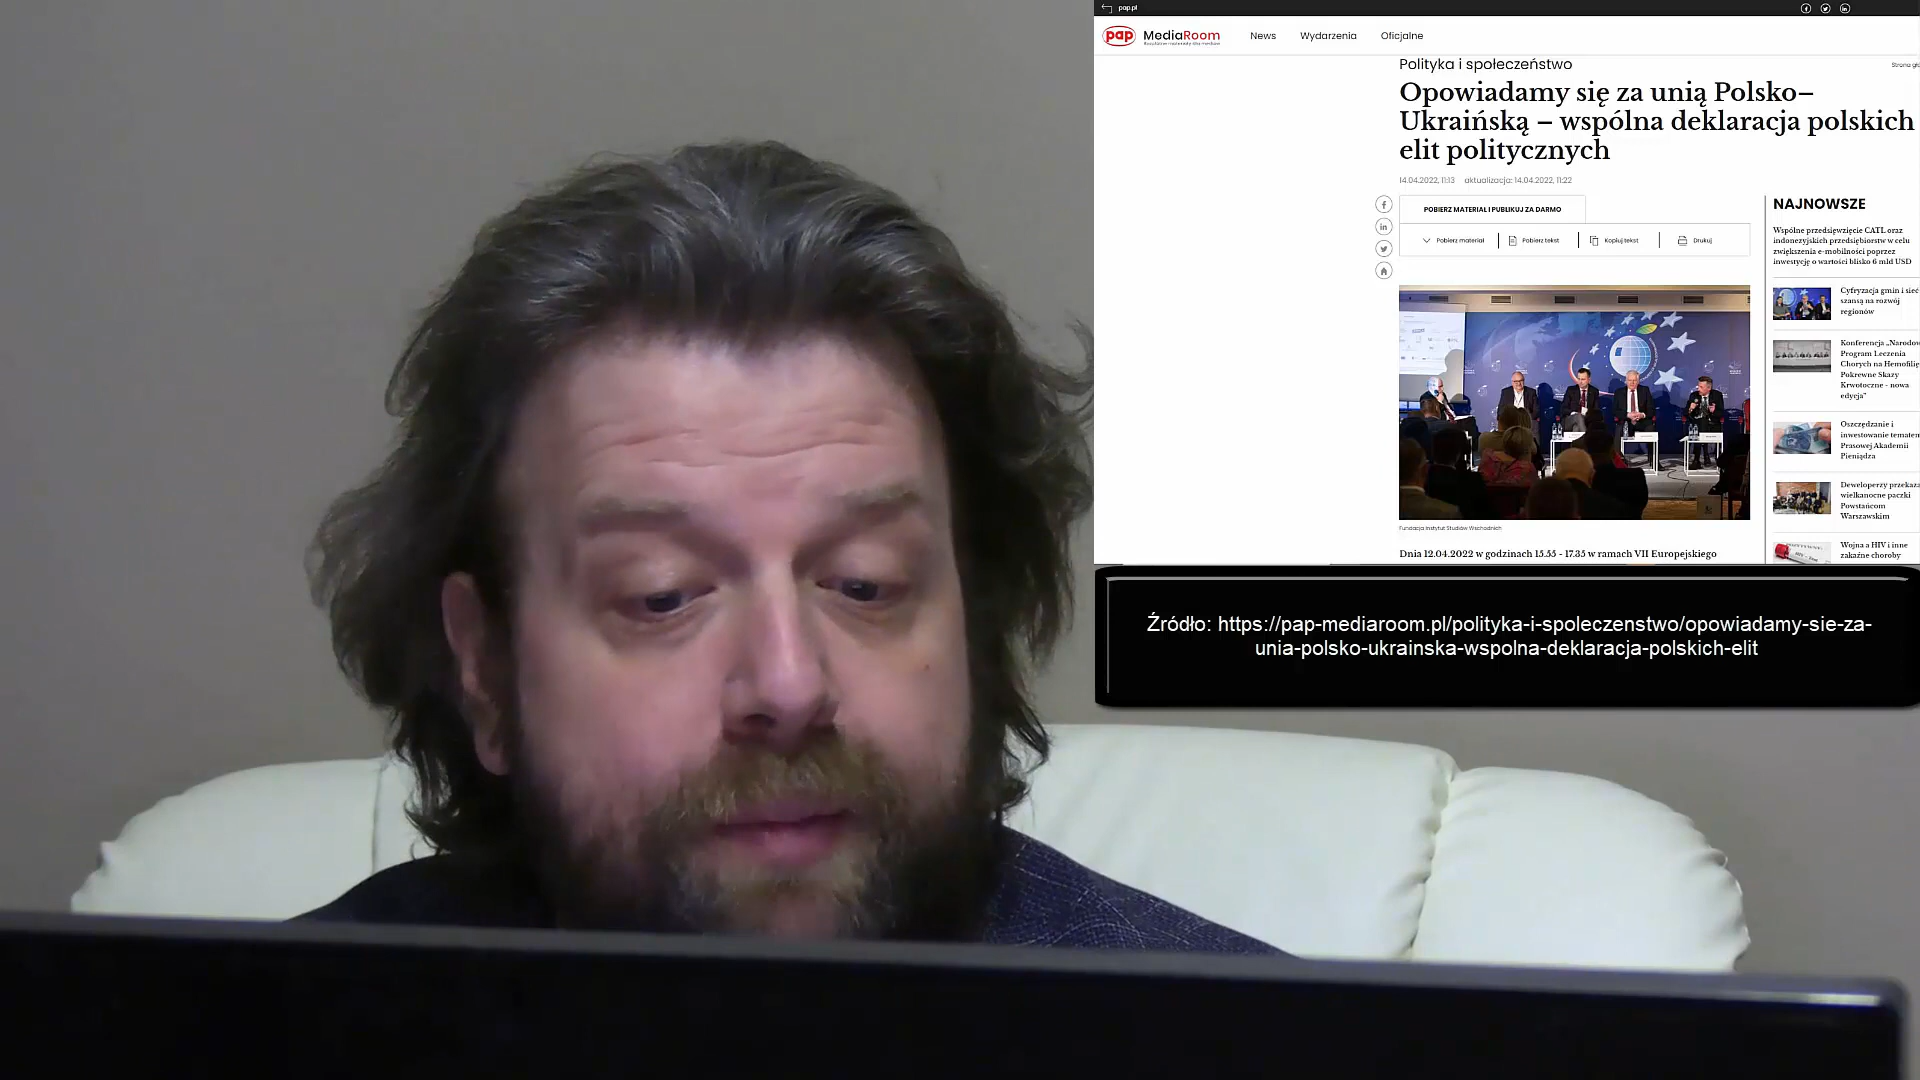 pap.pl
pap MediaRoom
News Wydarzenia Oficjalne
Polityka i społeczeństwo
Strona głó
Opowiadamy się za unią Polsko–
Ukraińską – wspólna deklaracja polskich
elit politycznych
14.04.2022, 11:13 aktualizacja: 14.04.2022, 11:22
POBIERZ MATERIAŁ I PUBLIKUJ ZA DARMO
Pobierz materiał Pobierz tekst Kopiuj tekst Drukuj
Fundacja Instytut Studiów Wschodnich
Dnia 12.04.2022 w godzinach 15.55 - 17.35 w ramach VII Europejskiego
NAJNOWSZE
Wspólne przedsięwzięcie CATL oraz
indonezyjskich przedsiębiorstw w celu
zwiększenia e-mobilności poprzez
inwestycję o wartości blisko 6 mld USD
Cyfryzacja gmin i sieć
szansą na rozwój
regionów
Konferencja „Narodow
Program Leczenia
Chorych na Hemofilię
Pokrewne Skazy
Krwotoczne - nowa
edycja”
Oszczędzanie i
inwestowanie tematem
Prasowej Akademii
Pieniądza
Deweloperzy przekaza
wielkanocne paczki
Powstańcom
Warszawskim
Wojna a HIV i inne
zakaźne choroby
Źródło: https://pap-mediaroom.pl/polityka-i-spoleczenstwo/opowiadamy-sie-za-
unia-polsko-ukrainska-wspolna-deklaracja-polskich-elit